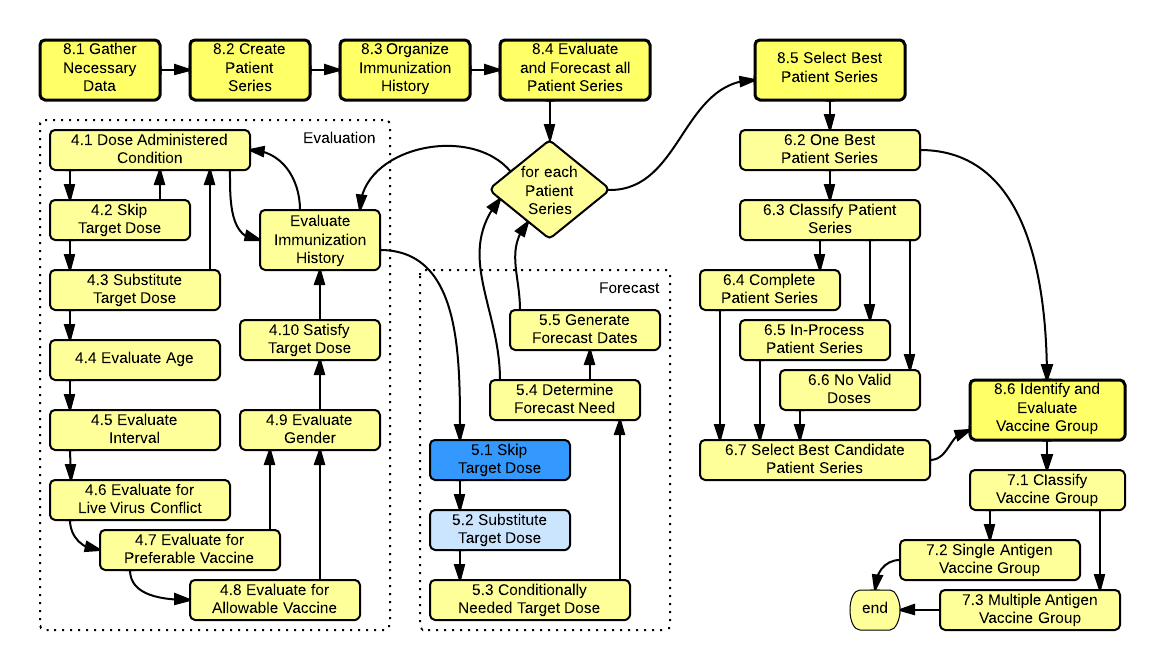 8.1 Gather
Necessary
Data
8.2 Create
Patient
Series
8.3 Organize
Immunization
History
8.4 Evaluate
and Forecast all
Patient Series
8.5 Select Best
Patient Series
Evaluation
4.1 Dose Administered
Condition
4.2 Skip
Target Dose
4.3 Substitute
Target Dose
4.4 Evaluate Age
4.5 Evaluate
Interval
4.6 Evaluate for
Live Virus Conflict
4.7 Evaluate for
Preferable Vaccine
4.8 Evaluate for
Allowable Vaccine
4.9 Evaluate
Gender
4.10 Satisfy
Target Dose
Evaluate
Immunization
History
for each
Patient
Series
Forecast
5.5 Generate
Forecast Dates
5.4 Determine
Forecast Need
5.1 Skip
Target Dose
5.2 Substitute
Target Dose
5.3 Conditionally
Needed Target Dose
6.2 One Best
Patient Series
6.3 Classify Patient
Series
6.4 Complete
Patient Series
6.5 In-Process
Patient Series
6.6 No Valid
Doses
6.7 Select Best Candidate
Patient Series
8.6 Identify and
Evaluate
Vaccine Group
7.1 Classify
Vaccine Group
7.2 Single Antigen
Vaccine Group
7.3 Multiple Antigen
Vaccine Group
end